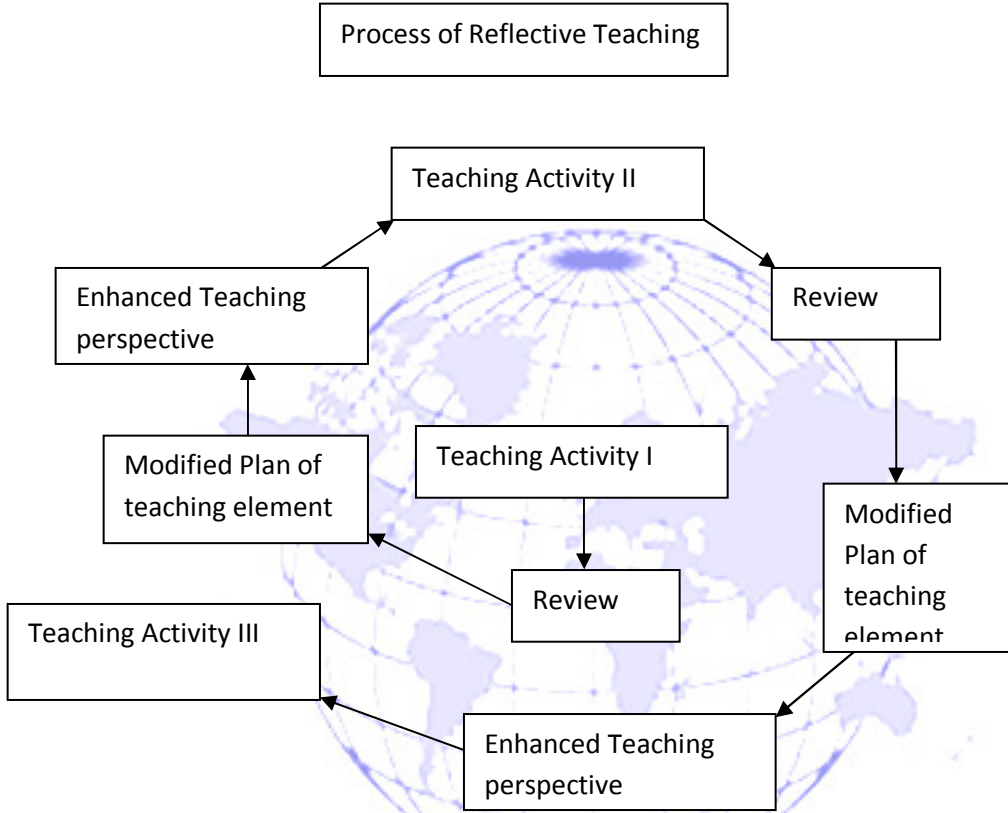 Process of Reflective Teaching
Teaching Activity II
Enhanced Teaching
perspective
Review
Modified Plan of
teaching element
Teaching Activity I
Modified
Plan of
teaching
element
Review
Teaching Activity III
Enhanced Teaching
perspective